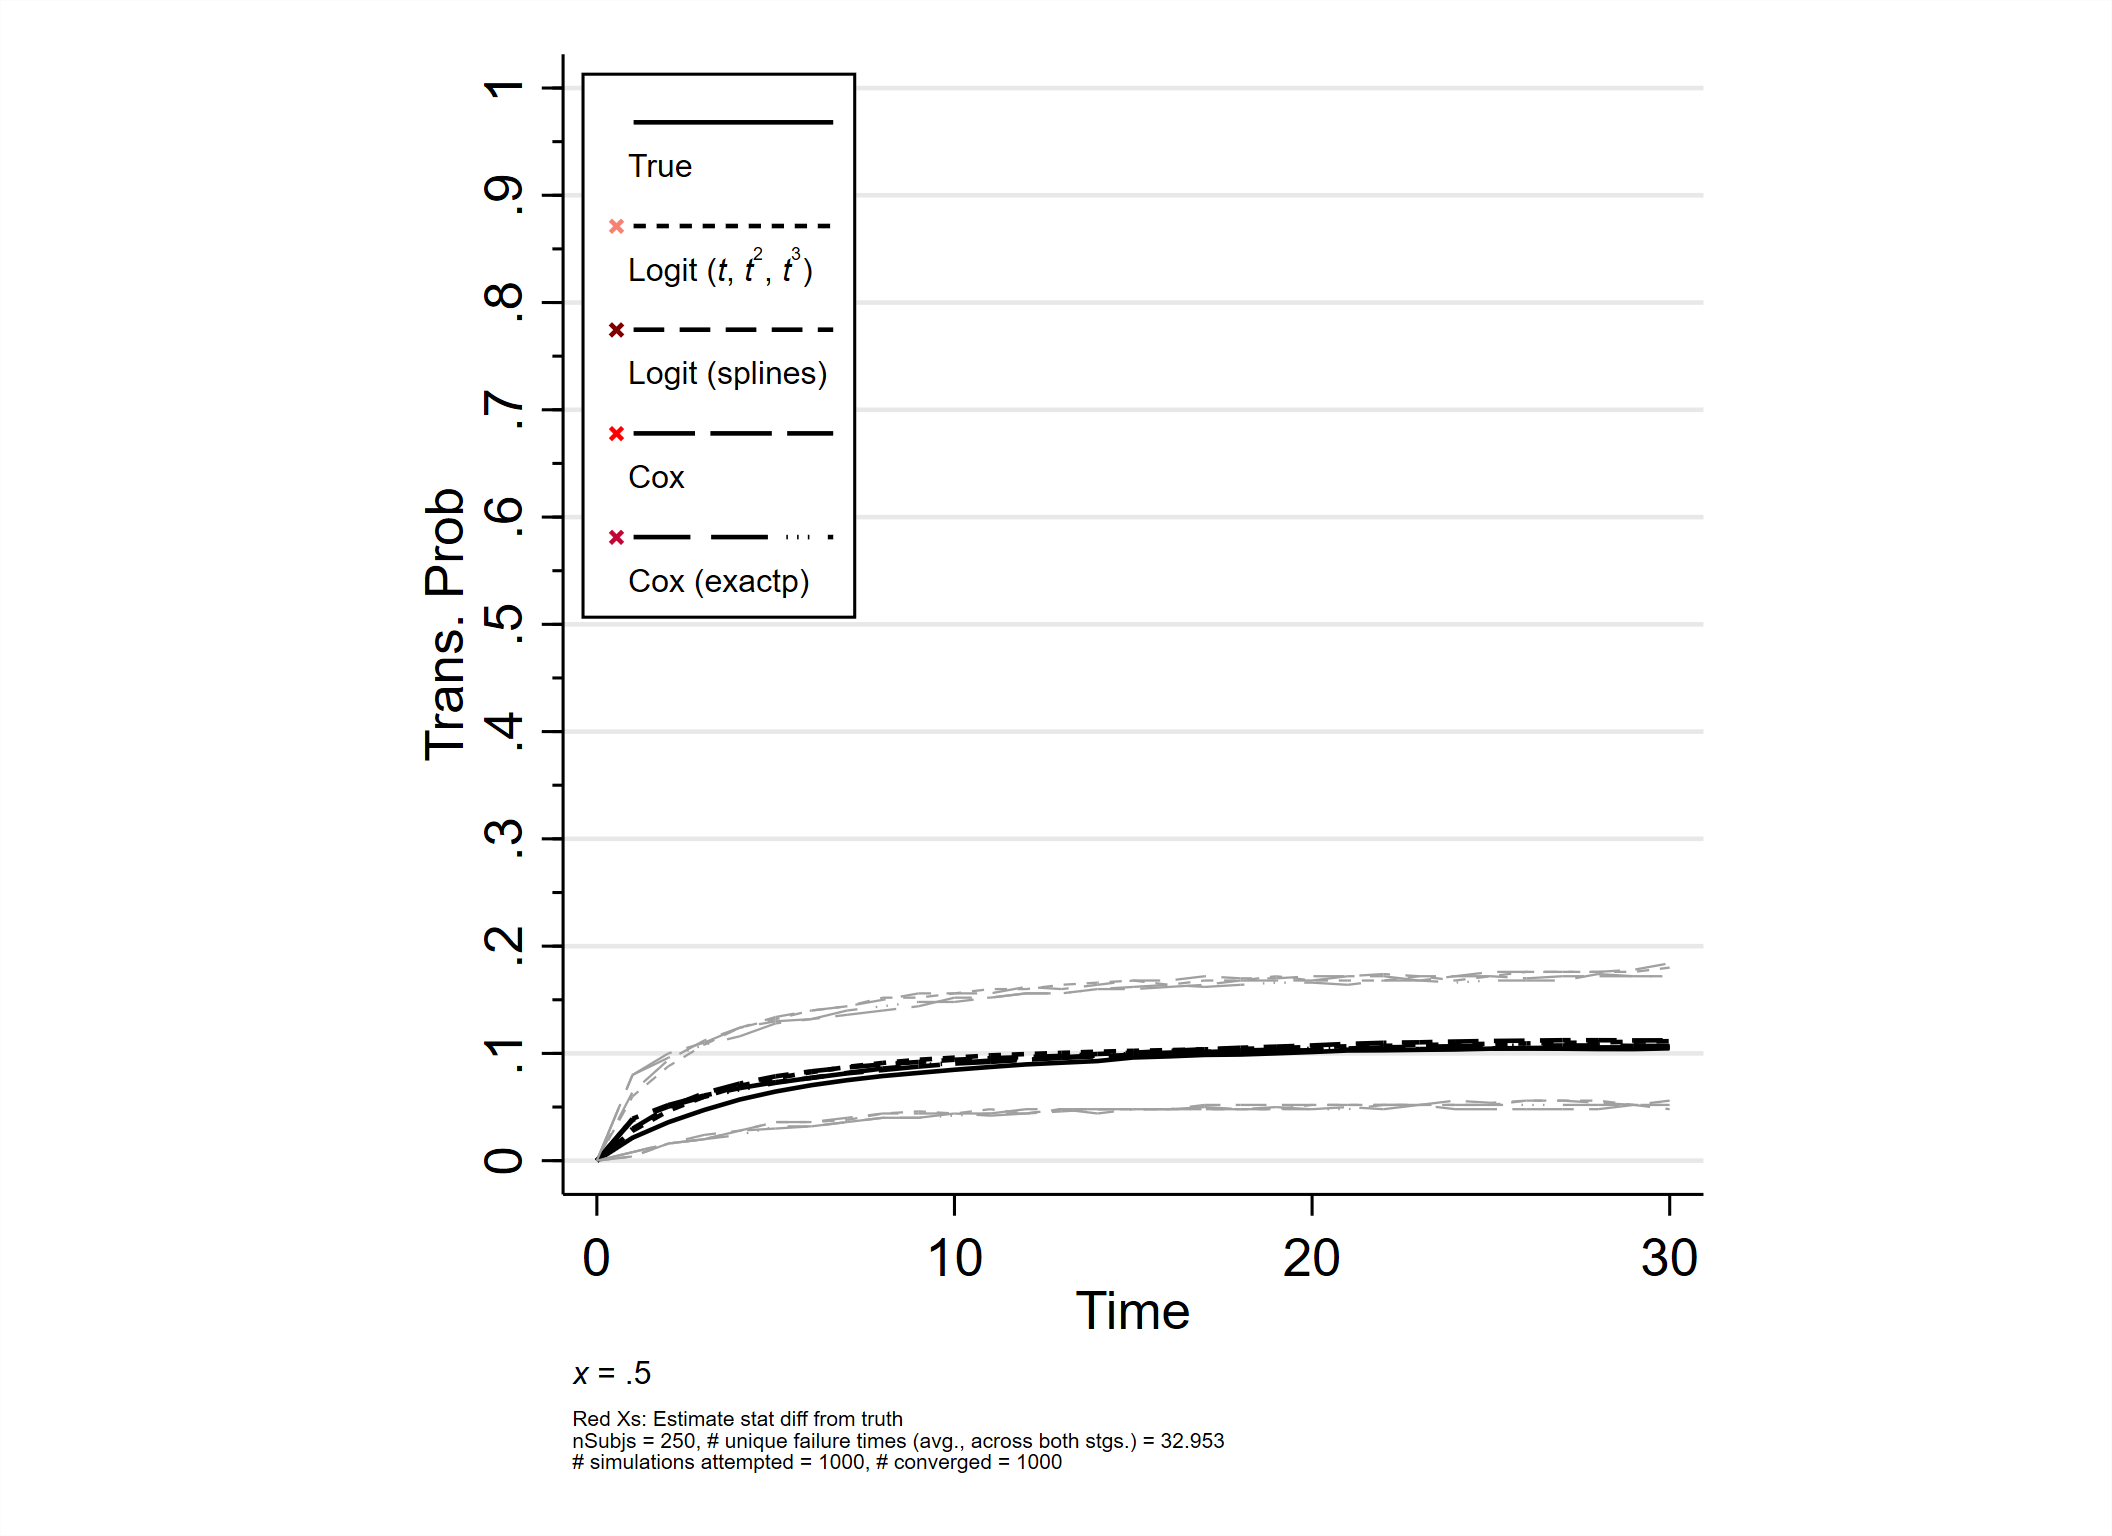 1
.9
.8
.7
.6
.5
.4
.3
.2
.1
0
Trans. Prob
True
Logit (t, t², t³)
Logit (splines)
Cox
Cox (exactp)
0 10 20 30
Time
x = .5
Red Xs: Estimate stat diff from truth
nSubjs = 250, # unique failure times (avg., across both stgs.) = 32.953
# simulations attempted = 1000, # converged = 1000